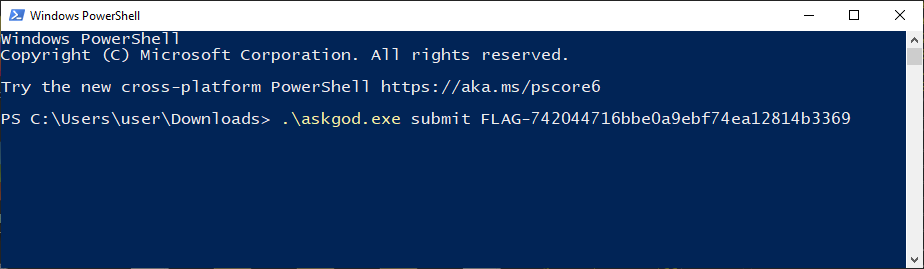 Windows PowerShell
Windows PowerShell
Copyright (C) Microsoft Corporation. All rights reserved.
Try the new cross-platform PowerShell https://aka.ms/pscore6
PS C:\Users\user\Downloads> .\askgod.exe submit FLAG-742044716bbe0a9ebf74ea12814b3369